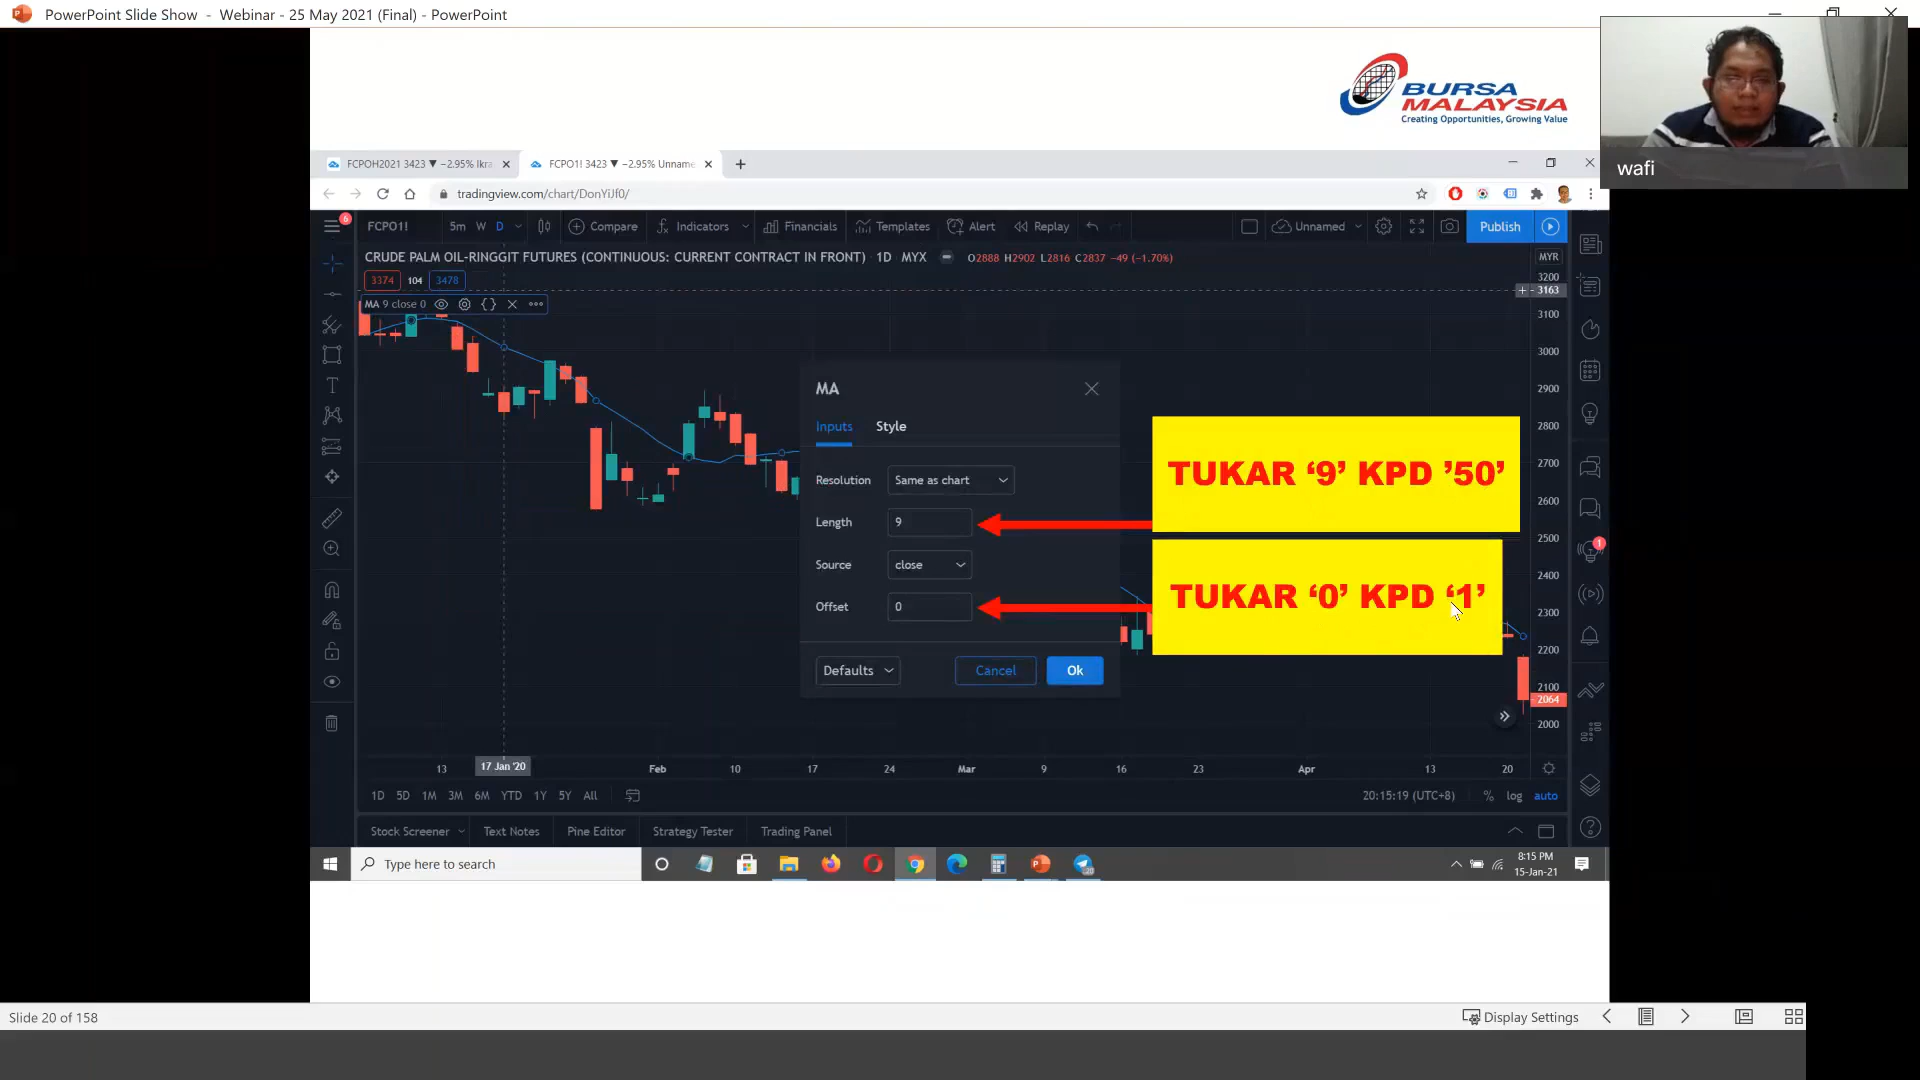 PowerPoint Slide Show - Webinar - 25 May 2021 (Final) - PowerPoint
BURSA
MALAYSIA
Creating Opportunities, Growing Value
wafi
FCPOH2021 3423 ▼ −2.95% Ikra
FCPO1! 3423 ▼ −2.95% Unname
tradingview.com/chart/DonYiJf0/
6
FCPO1!
5m W D
Compare
Indicators
Financials
Templates
Alert
Replay
Unnamed
Publish
CRUDE PALM OIL-RINGGIT FUTURES (CONTINUOUS: CURRENT CONTRACT IN FRONT) · 1D · MYX
O2888 H2902 L2816 C2837 −49 (−1.70%)
MYR
3374 104 3478
MA 9 close 0
3200
3163
3100
3000
2900
2800
2700
2600
2500
2400
2300
2200
2100
2064
2000
MA
Inputs Style
Resolution Same as chart
Length 9
Source close
Offset 0
Defaults Cancel Ok
TUKAR ‘9’ KPD ’50’
TUKAR ‘0’ KPD ‘1’
1
13 17 Jan '20 Feb 10 17 24 Mar 9 16 23 Apr 13 20
1D 5D 1M 3M 6M YTD 1Y 5Y All
20:15:19 (UTC+8) % log auto
Stock Screener Text Notes Pine Editor Strategy Tester Trading Panel
Type here to search
8:15 PM
15-Jan-21
Slide 20 of 158
Display Settings